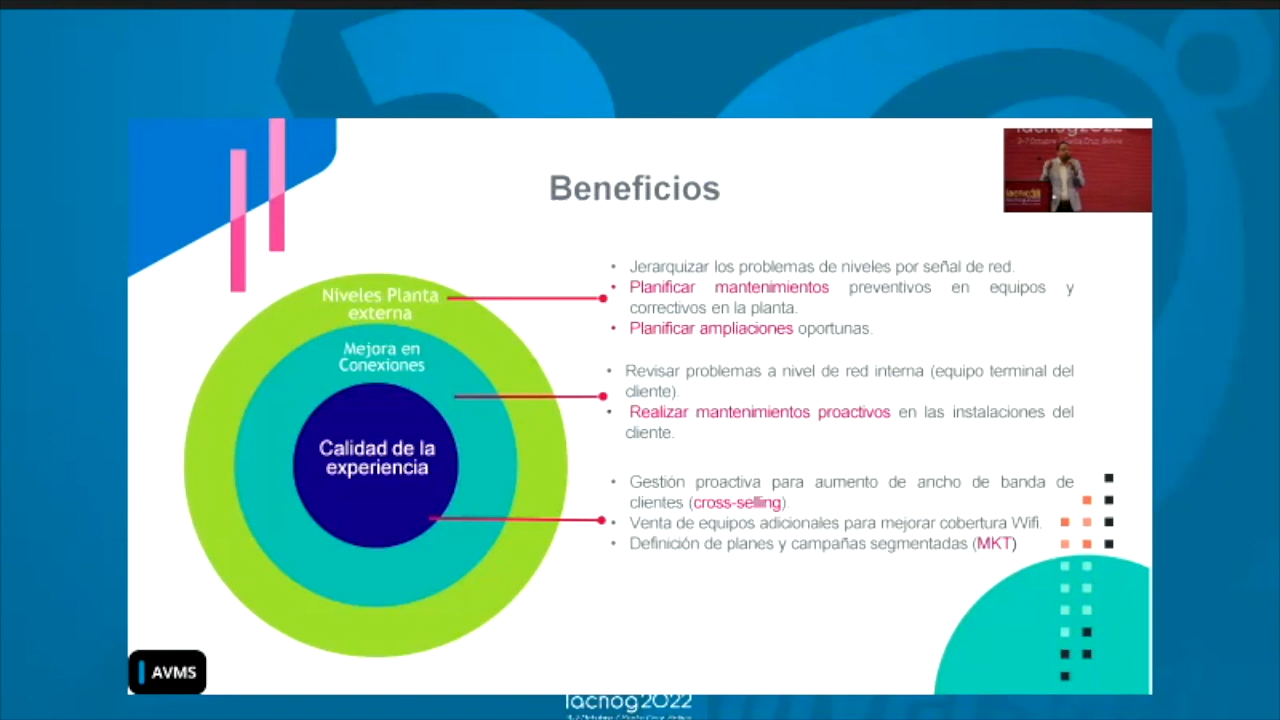 Beneficios
lacnog2022
Niveles Planta
externa
Mejora en
Conexiones
Calidad de la
experiencia
• Jerarquizar los problemas de niveles por señal de red.
• Planificar mantenimientos preventivos en equipos y
correctivos en la planta.
• Planificar ampliaciones oportunas.
• Revisar problemas a nivel de red interna (equipo terminal del
cliente).
• Realizar mantenimientos proactivos en las instalaciones del
cliente.
• Gestión proactiva para aumento de ancho de banda de
clientes (cross-selling)
• Venta de equipos adicionales para mejorar cobertura Wifi.
• Definición de planes y campañas segmentadas (MKT)
AVMS
lacnog2022